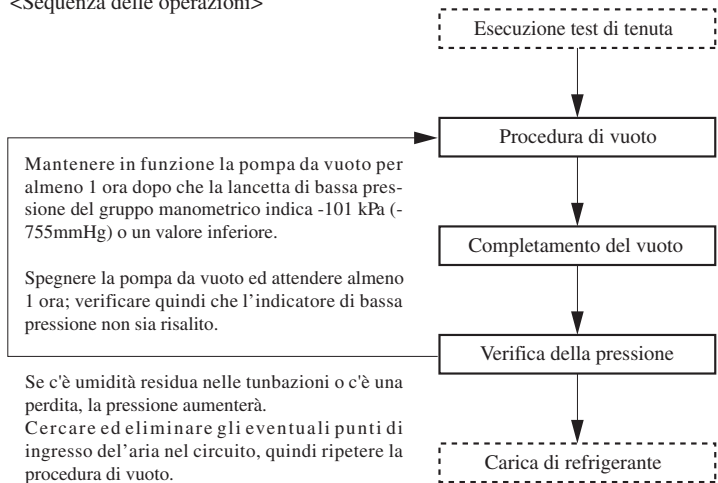 <Sequenza delle operazioni>
Esecuzione test di tenuta
Procedura di vuoto
Mantenere in funzione la pompa da vuoto per
almeno 1 ora dopo che la lancetta di bassa pres-
sione del gruppo manometrico indica -101 kPa (-
755mmHg) o un valore inferiore.
Completamento del vuoto
Spegnere la pompa da vuoto ed attendere almeno
1 ora; verificare quindi che l'indicatore di bassa
pressione non sia risalito.
Verifica della pressione
Se c'è umidità residua nelle tunbazioni o c'è una
perdita, la pressione aumenterà.
Cercare ed eliminare gli eventuali punti di
ingresso del'aria nel circuito, quindi ripetere la
procedura di vuoto.
Carica di refrigerante